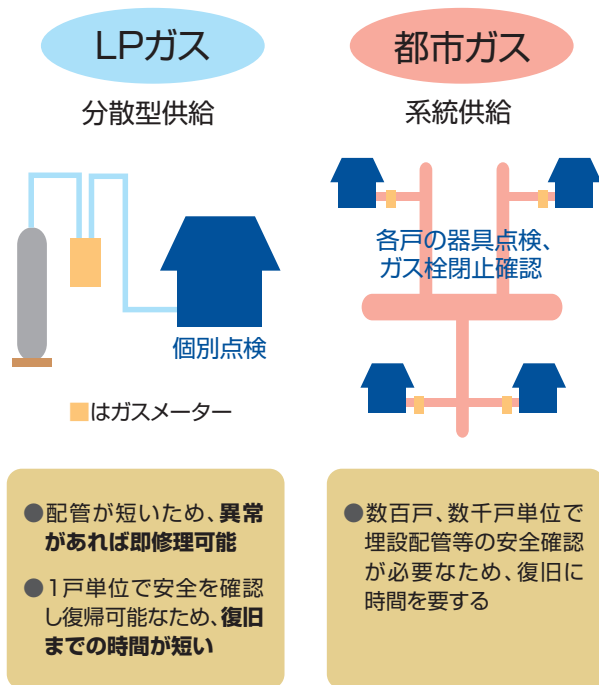 LPガス
分散型供給
個別点検
はガスメーター
●配管が短いため、異常
があれば即修理可能
●1戸単位で安全を確認
し復帰可能なため、復旧
までの時間が短い
都市ガス
系統供給
各戸の器具点検、
ガス栓閉止確認
●数百戸、数千戸単位で
埋設配管等の安全確認
が必要なため、復旧に
時間を要する